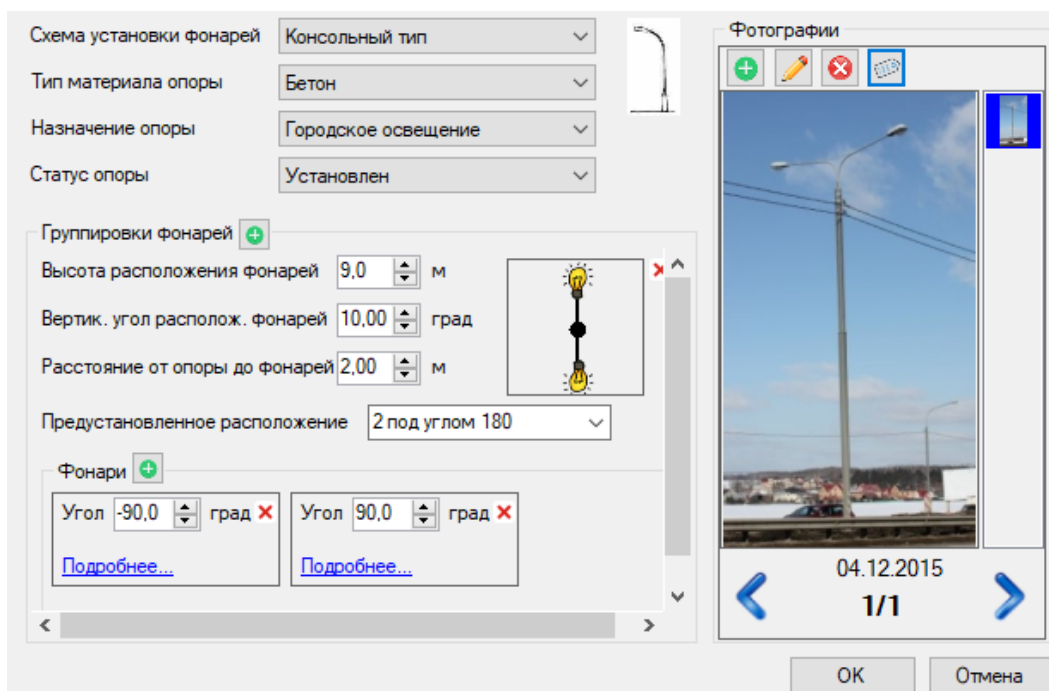 Схема установки фонарей Консольный тип
Тип материала опоры Бетон
Назначение опоры Городское освещение
Статус опоры Установлен
Группировки фонарей
Высота расположения фонарей 9,0 м
Вертик. угол располож. фонарей 10,00 град
Расстояние от опоры до фонарей 2,00 м
Предустановленное расположение 2 под углом 180
Фонари
Угол -90,0 град Угол 90,0 град
Подробнее... Подробнее...
Фотографии
04.12.2015
1/1
ОК Отмена